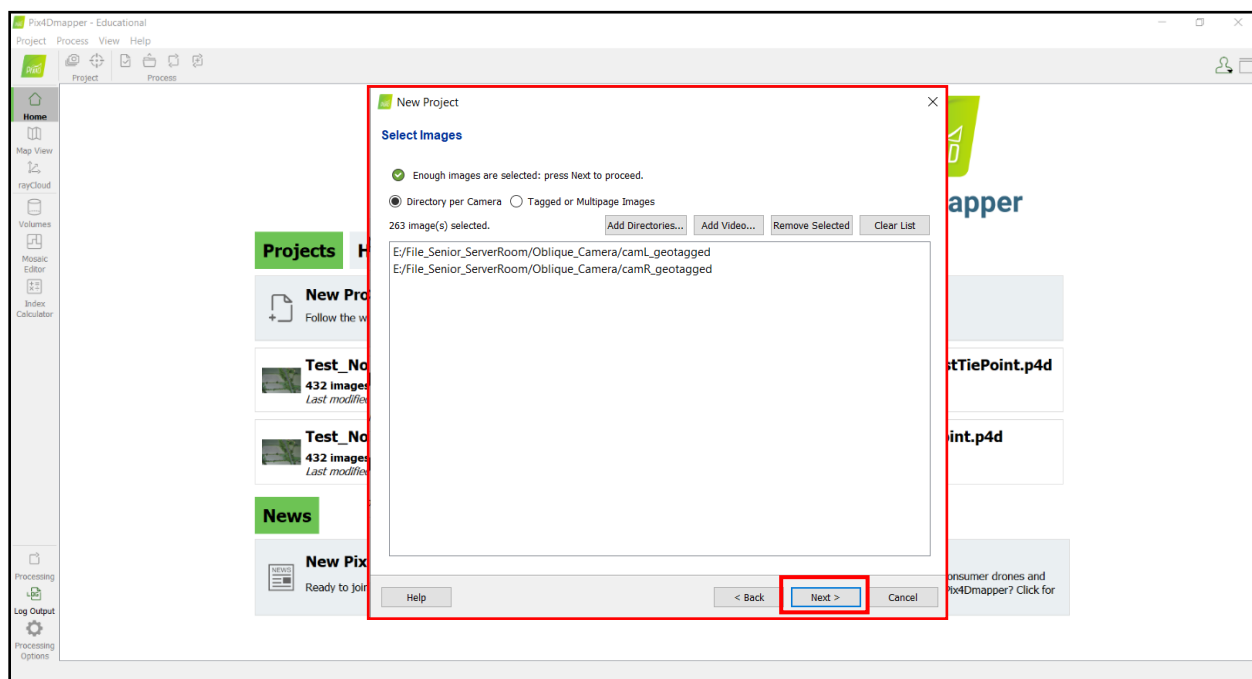 Pix4Dmapper - Educational
Project Process View Help
Project
Process
Home
Map View
rayCloud
Volumes
Mosaic
Editor
Index
Calculator
Processing
Log Output
Processing
Options
apper
Projects H
New Pro
Follow the w
Test_No
432 images
Last modifie
stTiePoint.p4d
Test_No
432 images
Last modifie
oint.p4d
News
NEWS
New Pix
Ready to join
onsumer drones and
Pix4Dmapper? Click for
New Project
Select Images
Enough images are selected: press Next to proceed.
Directory per Camera Tagged or Multipage Images
263 image(s) selected. Add Directories... Add Video... Remove Selected Clear List
E:/File_Senior_ServerRoom/Oblique_Camera/camL_geotagged
E:/File_Senior_ServerRoom/Oblique_Camera/camR_geotagged
Help < Back Next > Cancel